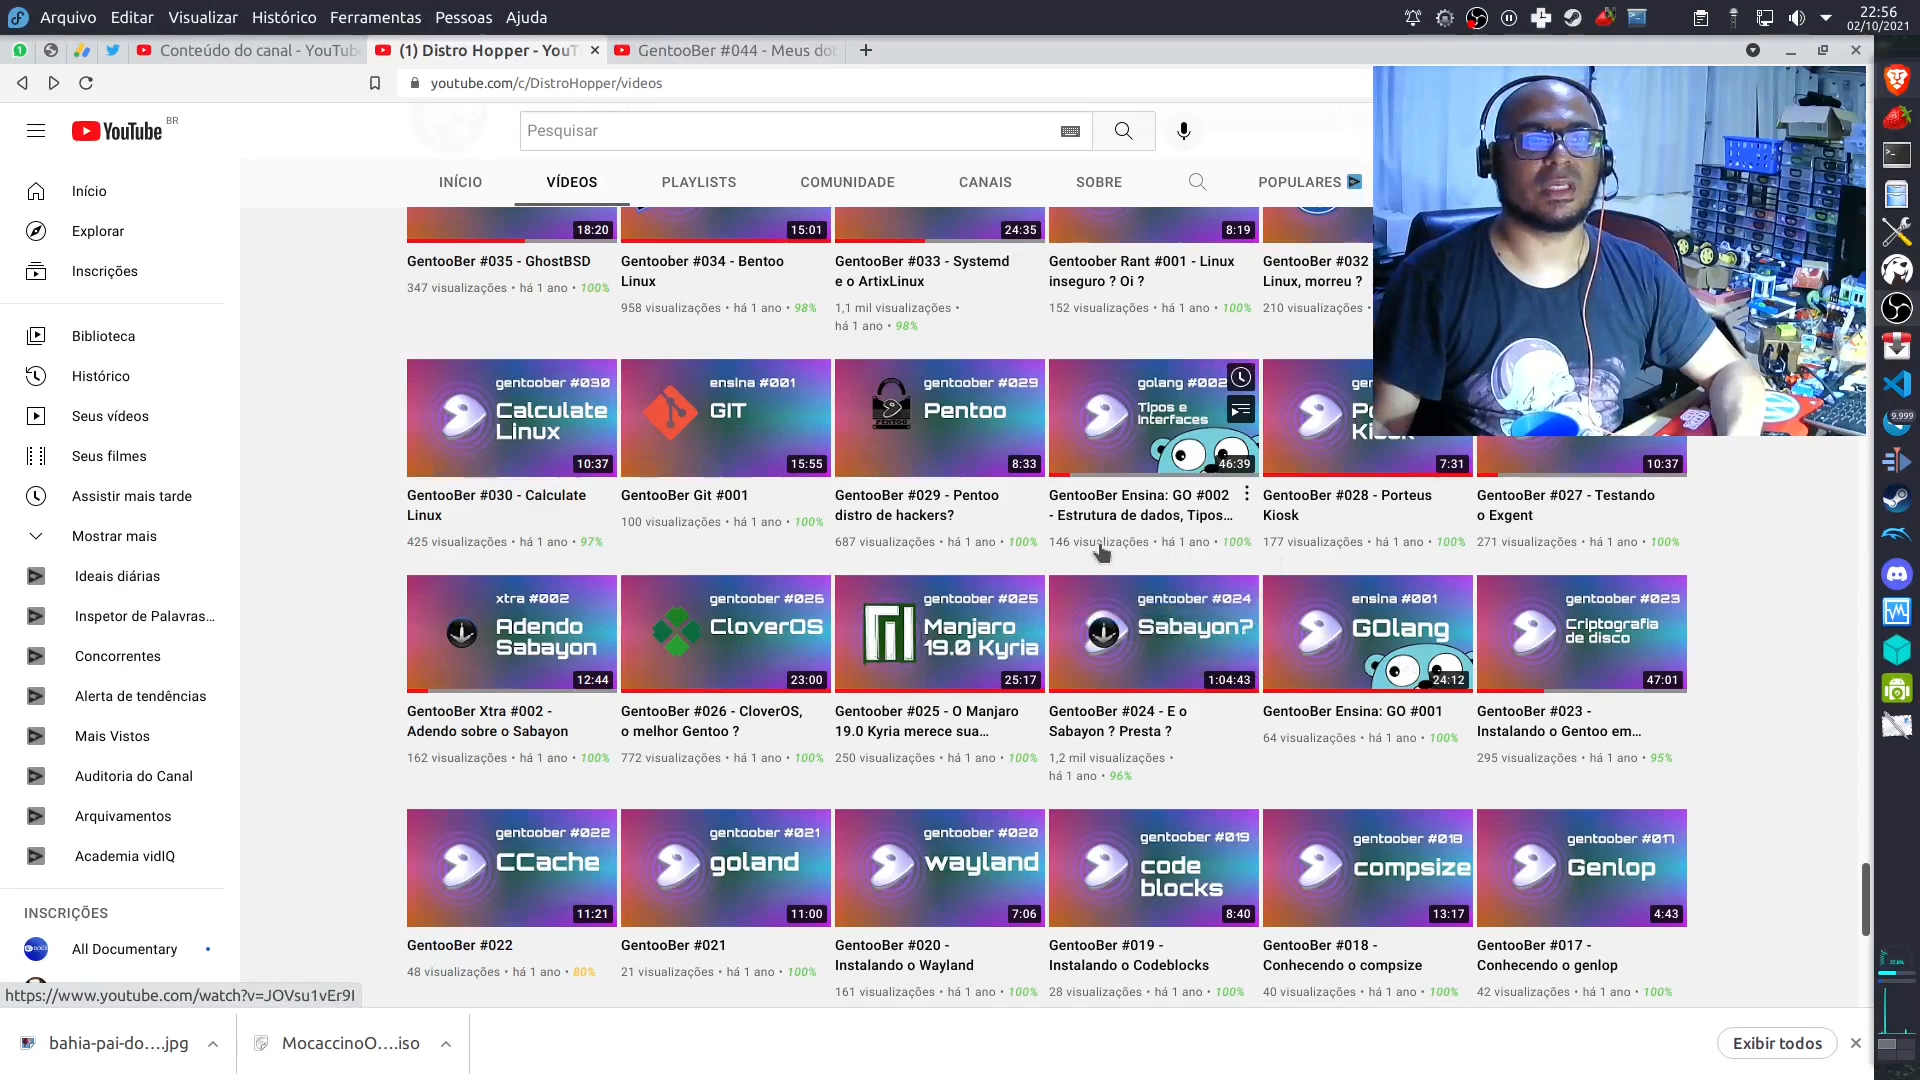 Arquivo Editar Visualizar Histórico Ferramentas Pessoas Ajuda
22:56
02/10/2021
Conteúdo do canal - YouTube
(1) Distro Hopper - YouT
GentooBer #044 - Meus dot
youtube.com/c/DistroHopper/videos
YouTube BR
Pesquisar
INÍCIO VÍDEOS PLAYLISTS COMUNIDADE CANAIS SOBRE POPULARES
Início
Explorar
Inscrições
Biblioteca
Histórico
Seus vídeos
Seus filmes
Assistir mais tarde
Mostrar mais
Ideais diárias
Inspetor de Palavras...
Concorrentes
Alerta de tendências
Mais Vistos
Auditoria do Canal
Arquivamentos
Academia vidIQ
INSCRIÇÕES
All Documentary
18:20
GentooBer #035 - GhostBSD
347 visualizações • há 1 ano • 100%
15:01
Gentoober #034 - Bentoo
Linux
958 visualizações • há 1 ano • 98%
24:35
GentooBer #033 - Systemd
e o ArtixLinux
1,1 mil visualizações •
há 1 ano • 98%
8:19
Gentoober Rant #001 - Linux
inseguro ? Oi ?
152 visualizações • há 1 ano • 100%
GentooBer #032
Linux, morreu ?
210 visualizações • há 1 ano •
gentoober #030
Calculate
Linux
10:37
GentooBer #030 - Calculate
Linux
425 visualizações • há 1 ano • 97%
ensina #001
GIT
15:55
GentooBer Git #001
100 visualizações • há 1 ano • 100%
gentoober #029
Pentoo
PENTOO
8:33
GentooBer #029 - Pentoo
distro de hackers?
687 visualizações • há 1 ano • 100%
golang #002
Tipos e
Interfaces
46:39
GentooBer Ensina: GO #002
- Estrutura de dados, Tipos...
146 visualizações • há 1 ano • 100%
7:31
GentooBer #028 - Porteus
Kiosk
177 visualizações • há 1 ano • 100%
10:37
GentooBer #027 - Testando
o Exgent
271 visualizações • há 1 ano • 100%
xtra #002
Adendo
Sabayon
12:44
GentooBer Xtra #002 -
Adendo sobre o Sabayon
162 visualizações • há 1 ano • 100%
gentoober #026
CloverOS
23:00
GentooBer #026 - CloverOS,
o melhor Gentoo ?
772 visualizações • há 1 ano • 100%
gentoober #025
Manjaro
19.0 Kyria
25:17
Gentoober #025 - O Manjaro
19.0 Kyria merece sua...
250 visualizações • há 1 ano • 100%
gentoober #024
Sabayon?
1:04:43
GentooBer #024 - E o
Sabayon ? Presta ?
1,2 mil visualizações •
há 1 ano • 96%
ensina #001
GOlang
24:12
GentooBer Ensina: GO #001
64 visualizações • há 1 ano • 100%
gentoober #023
Criptografia
de disco
47:01
GentooBer #023 -
Instalando o Gentoo em...
295 visualizações • há 1 ano • 95%
gentoober #022
CCache
11:21
GentooBer #022
48 visualizações • há 1 ano • 80%
gentoober #021
goland
11:00
GentooBer #021
21 visualizações • há 1 ano • 100%
gentoober #020
wayland
7:06
GentooBer #020 -
Instalando o Wayland
161 visualizações • há 1 ano • 100%
gentoober #019
code
blocks
8:40
GentooBer #019 -
Instalando o Codeblocks
28 visualizações • há 1 ano • 100%
gentoober #018
compsize
13:17
GentooBer #018 -
Conhecendo o compsize
40 visualizações • há 1 ano • 100%
gentoober #017
Genlop
4:43
GentooBer #017 -
Conhecendo o genlop
42 visualizações • há 1 ano • 100%
https://www.youtube.com/watch?v=JOVsu1vEr9I
bahia-pai-do....jpg
MocaccinoO....iso
Exibir todos
9.999